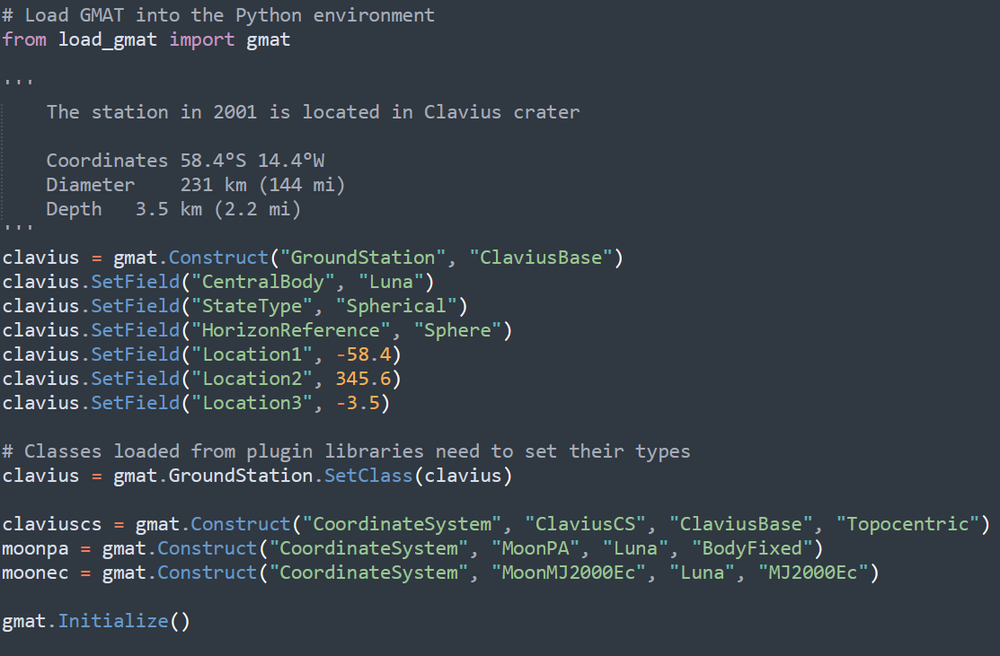 # Load GMAT into the Python environment
from load_gmat import gmat
'''
The station in 2001 is located in Clavius crater
Coordinates 58.4°S 14.4°W
Diameter    231 km (144 mi)
Depth   3.5 km (2.2 mi)
'''
clavius = gmat.Construct("GroundStation", "ClaviusBase")
clavius.SetField("CentralBody", "Luna")
clavius.SetField("StateType", "Spherical")
clavius.SetField("HorizonReference", "Sphere")
clavius.SetField("Location1", -58.4)
clavius.SetField("Location2", 345.6)
clavius.SetField("Location3", -3.5)
# Classes loaded from plugin libraries need to set their types
clavius = gmat.GroundStation.SetClass(clavius)
claviuscs = gmat.Construct("CoordinateSystem", "ClaviusCS", "ClaviusBase", "Topocentric")
moonpa = gmat.Construct("CoordinateSystem", "MoonPA", "Luna", "BodyFixed")
moonec = gmat.Construct("CoordinateSystem", "MoonMJ2000Ec", "Luna", "MJ2000Ec")
gmat.Initialize()